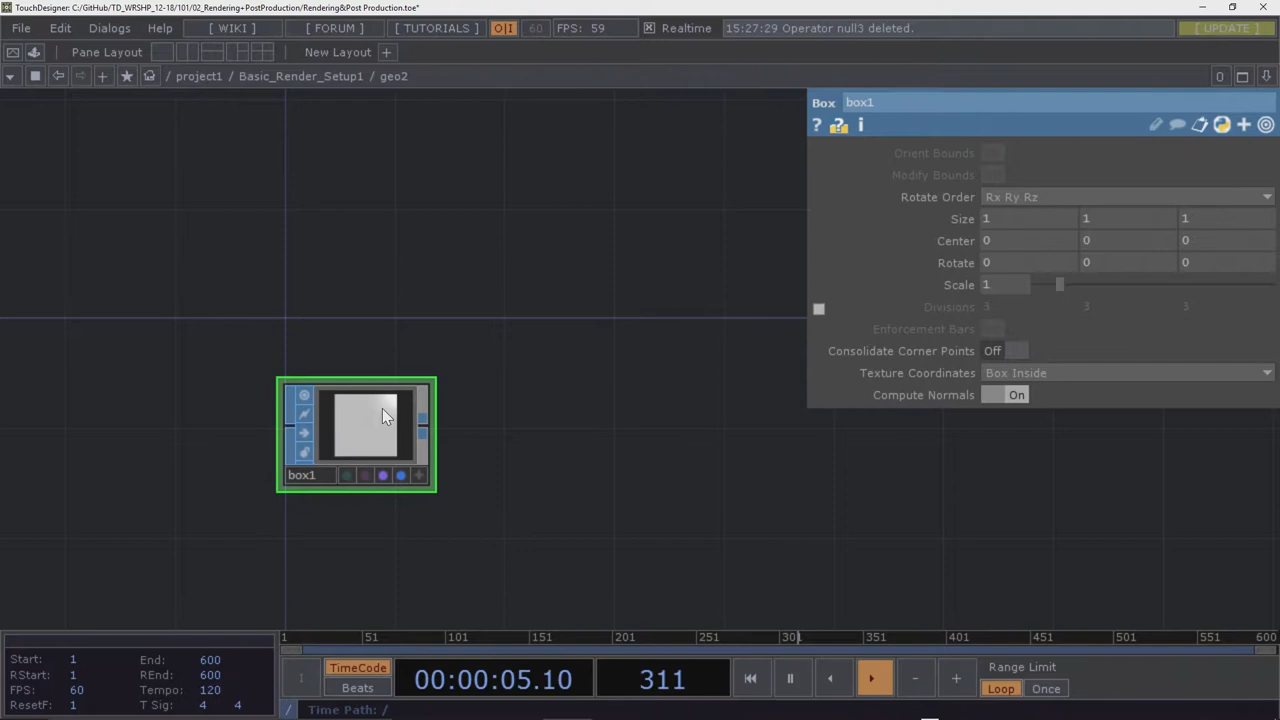 TouchDesigner: C:/GitHub/TD_WRSHP_12-18/101/02_Rendering+PostProduction/Rendering&Post Production.toe*
File Edit Dialogs Help [ WIKI ] [ FORUM ] [ TUTORIALS ] O|I 60 FPS: 59 Realtime 15:27:29 Operator null3 deleted. [ UPDATE ]
Pane Layout New Layout +
/ project1 / Basic_Render_Setup1 / geo2 0
Box box1
? ? i
Orient Bounds
Modify Bounds
Rotate Order Rx Ry Rz
Size 1 1 1
Center 0 0 0
Rotate 0 0 0
Scale 1
Divisions 3 3 3
Enforcement Bars
Consolidate Corner Points Off
Texture Coordinates Box Inside
Compute Normals On
box1
1 51 101 151 201 251 301 351 401 451 501 551 600
Start: 1 End: 600
RStart: 1 REnd: 600
FPS: 60 Tempo: 120
ResetF: 1 T Sig: 4 4
1 TimeCode
Beats
00:00:05.10 311
- +
Range Limit
Loop Once
/ Time Path: /